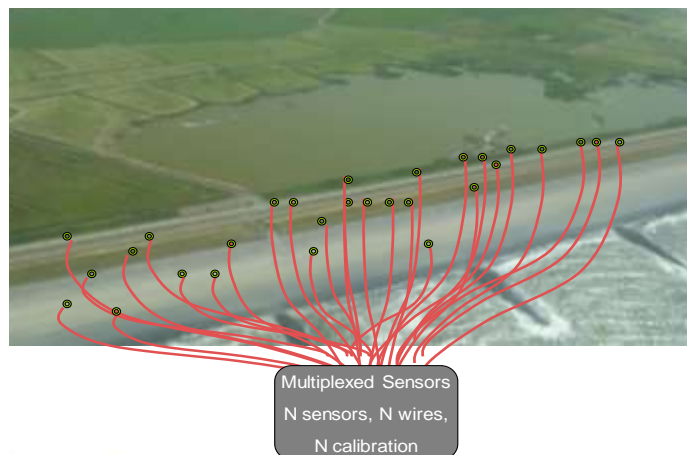 Multiplexed Sensors
N sensors, N wires,
N calibration